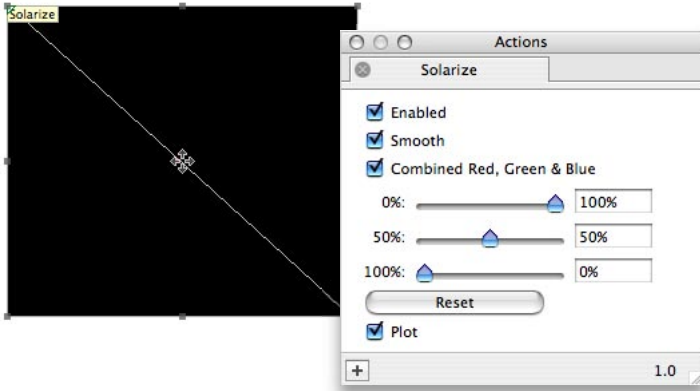 Solarize
Actions
Solarize
Enabled
Smooth
Combined Red, Green & Blue
0%: 100%
50%: 50%
100%: 0%
Reset
Plot
+ 1.0